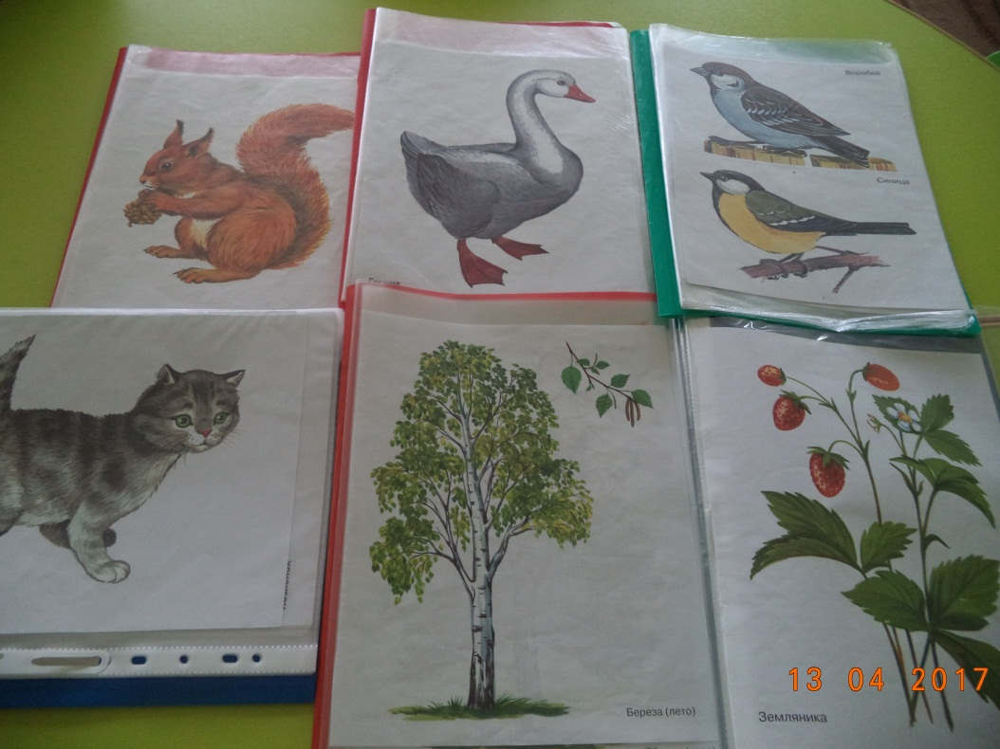 Воробей
Синица
Береза (лето)
Земляника
13 04 2017